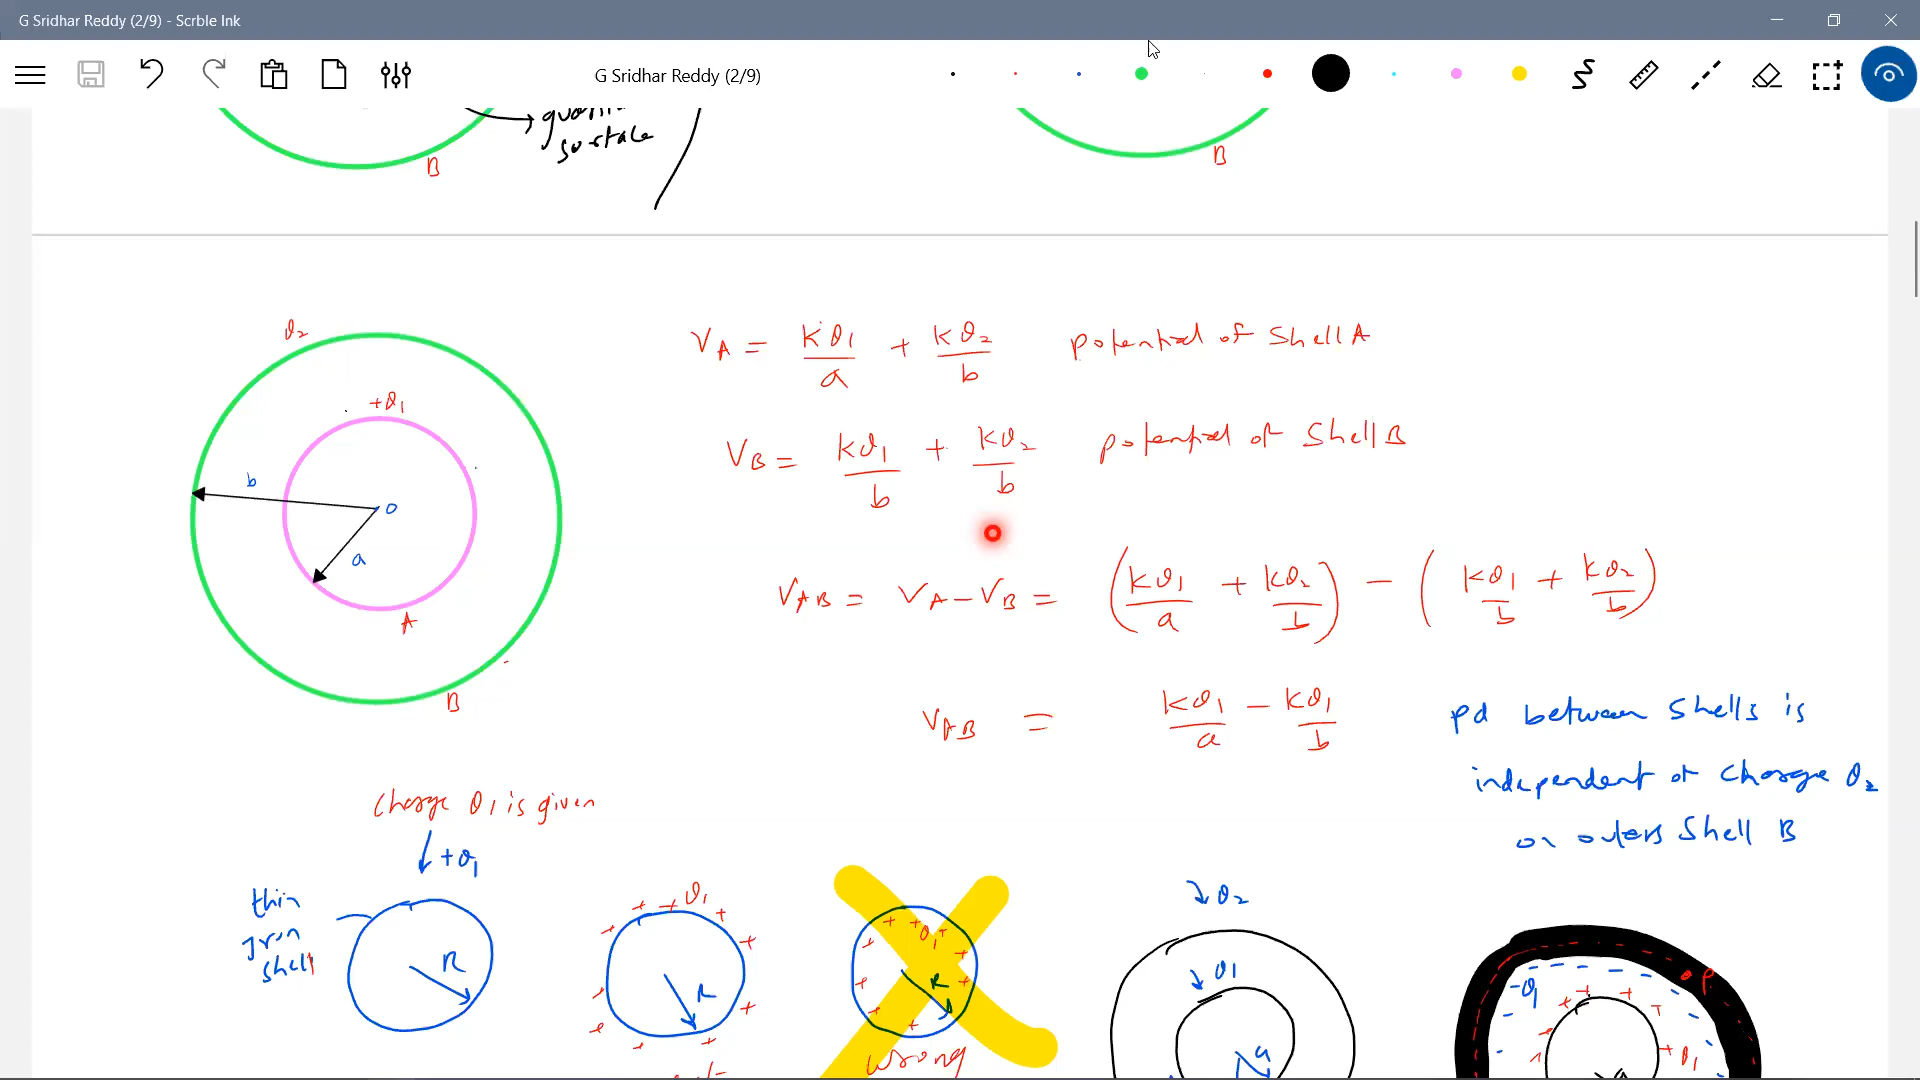 G Sridhar Reddy (2/9) - Scrble Ink
G Sridhar Reddy (2/9)
surface
B
B
Q2
+Q1
b
O
a
A
B
VA = KQ1/a + KQ2/b potential of Shell A
VB = KQ1/b + KQ2/b potential of Shell B
VAB = VA-VB = (KQ1/a + KQ2/b) - (KQ1/b + KQ2/b)
VAB = KQ1/a - KQ1/b
pd between Shells is
independent of Charge Q2
on outer Shell B
Charge Q1 is given
+Q1
thin
shell
R
Q1
R
Q1
R
wrong
Q2
Q1
a
-Q1
P
Q1